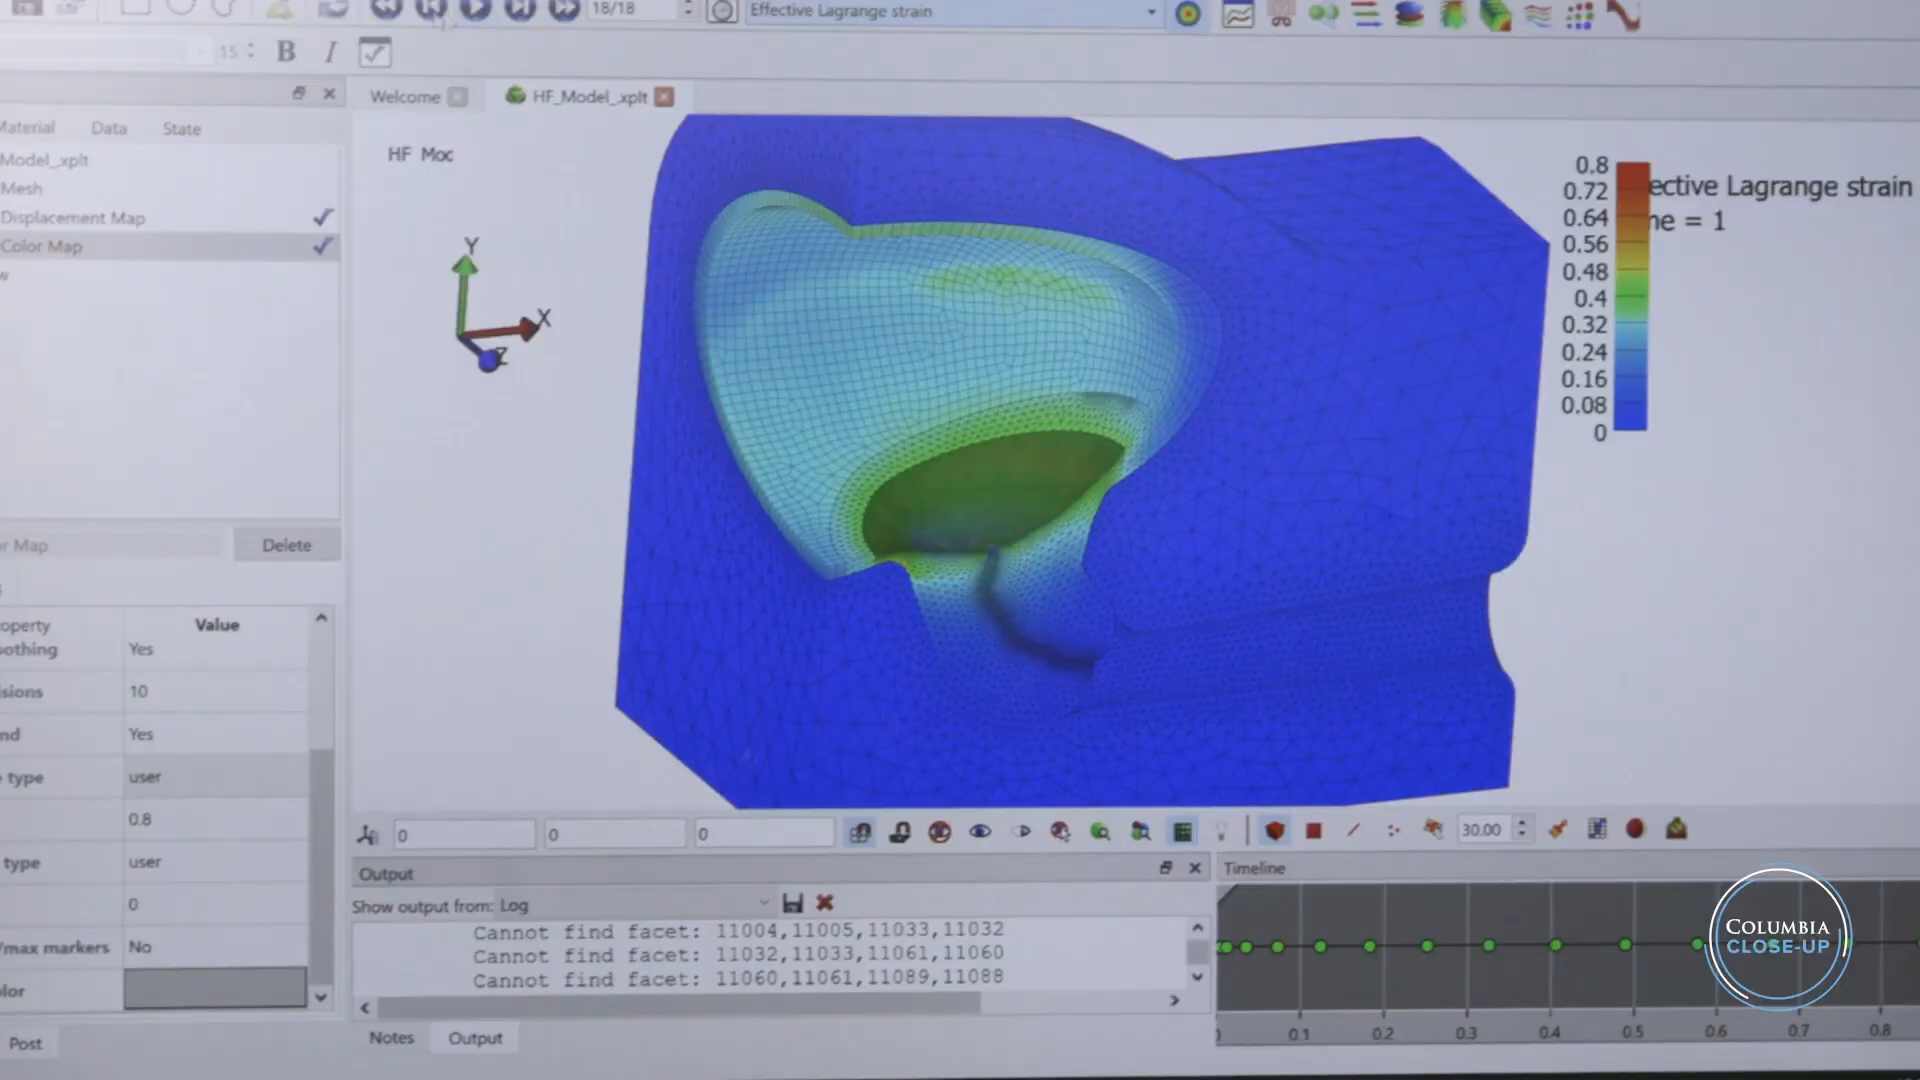 18/18
Effective Lagrange strain
15
B
I
Welcome
HF_Model_.xplt
Material
Data
State
HF Moc
Model_.xplt
Mesh
Displacement Map
Color Map
Y
X
Z
0.8
0.72
0.64
0.56
0.48
0.4
0.32
0.24
0.16
0.08
0
ective Lagrange strain
me = 1
r Map
Delete
operty
Value
oothing
Yes
isions
10
nd
Yes
type
user
0.8
type
user
0
/max markers
No
lor
Post
0
0
0
30.00
Output
Show output from:
Log
Cannot find facet: 11004,11005,11033,11032
Cannot find facet: 11032,11033,11061,11060
Cannot find facet: 11060,11061,11089,11088
Notes
Output
Timeline
0.1
0.2
0.3
0.4
0.5
0.6
0.7
0.8
COLUMBIA
CLOSE-UP